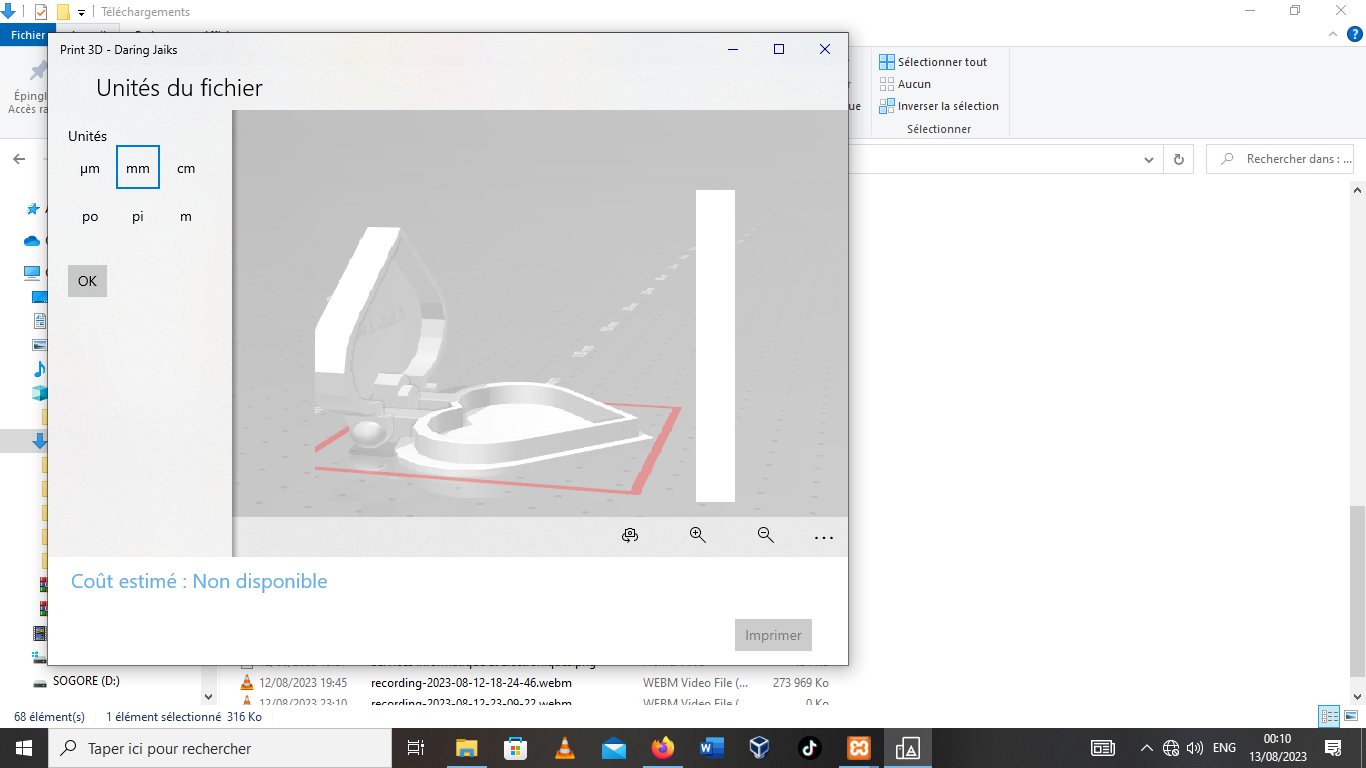 Téléchargements
Fichier
Print 3D - Daring Jaiks
Unités du fichier
Épingl
Accès ra
Sélectionner tout
Aucun
ue
Inverser la sélection
Sélectionner
Unités
µm
mm
cm
po
pi
m
OK
Rechercher dans : ...
Coût estimé : Non disponible
Imprimer
SOGORE (D:)
12/08/2023 19:45
recording-2023-08-12-18-24-46.webm
WEBM Video File (...
273 969 Ko
12/08/2023 23:10
recording-2023-08-12-23-09-22.webm
WEBM Video File (
0 Ko
68 élément(s)
1 élément sélectionné 316 Ko
Taper ici pour rechercher
ENG
00:10
13/08/2023